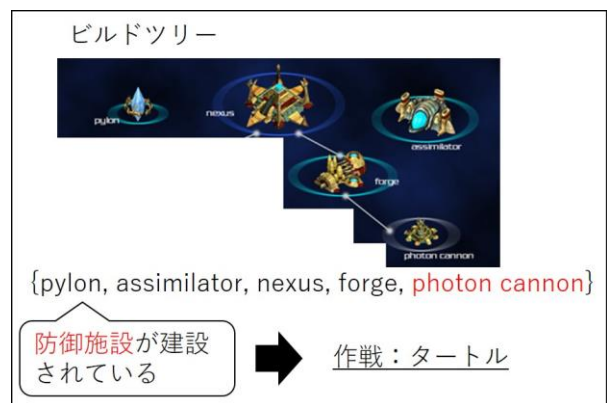 ビルドツリー
pylon
nexus
assimilator
forge
photon cannon
{pylon, assimilator, nexus, forge, photon cannon}
防御施設が建設
されている
作戦：タートル